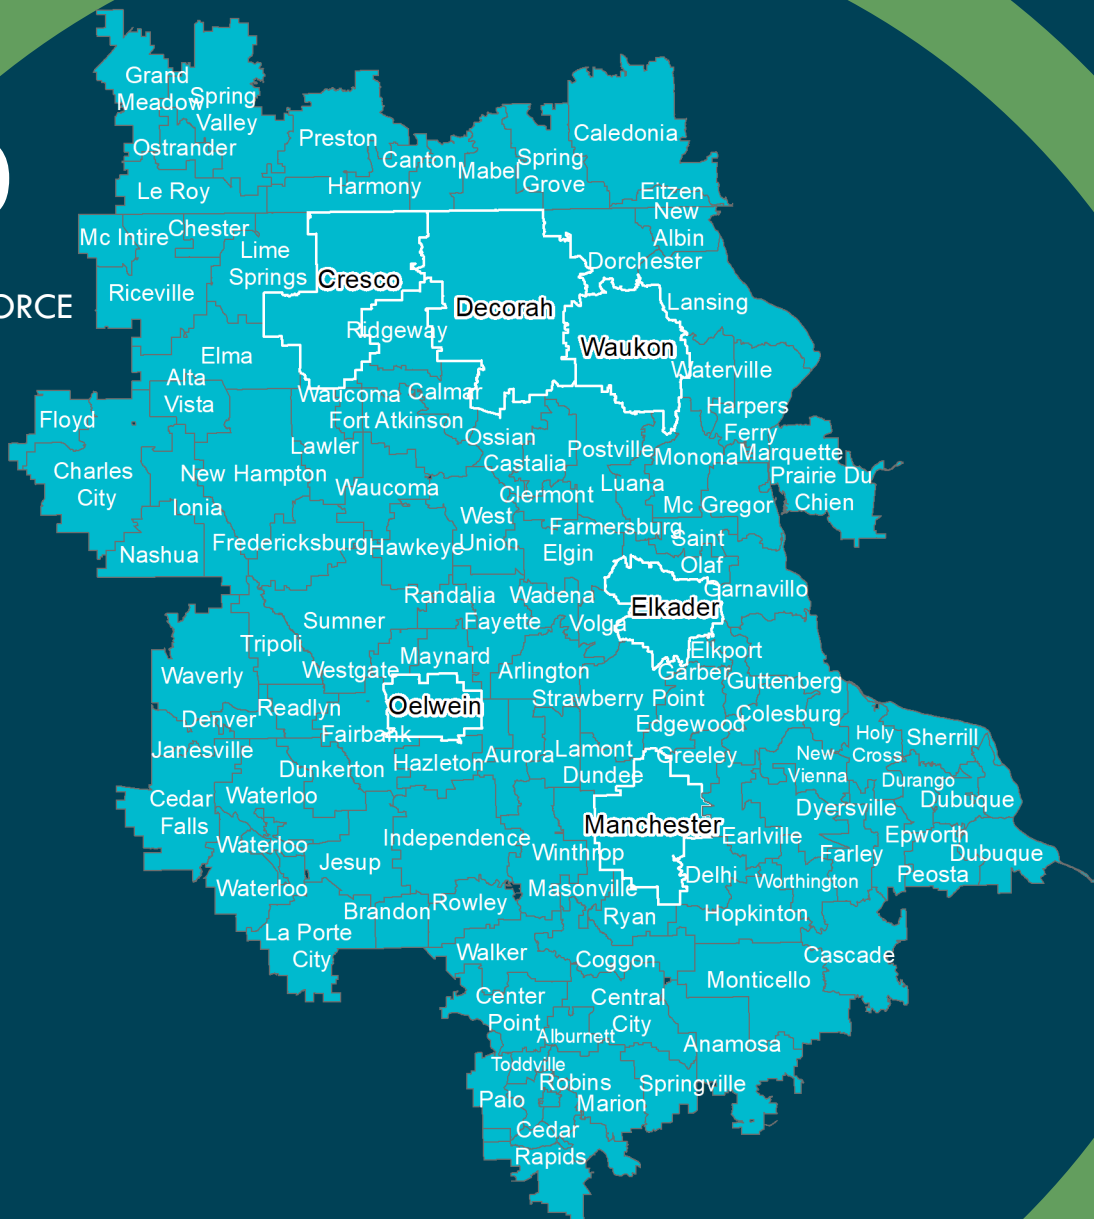 Grand
Meadow
Spring
Valley
Ostrander
Preston
Canton
Mabel
Spring
Grove
Caledonia
Le Roy
Harmony
Eitzen
New
Albin
Mc Intire
Chester
Lime
Springs
Cresco
Dorchester
Riceville
Decorah
Lansing
ORCE
Ridgeway
Waukon
Elma
Waterville
Alta
Vista
Waucoma
Calmar
Harpers
Ferry
Floyd
Fort Atkinson
Lawler
Ossian
Castalia
Postville
Monona
Marquette
Prairie Du
Chien
Charles
City
New Hampton
Waucoma
Luana
Clermont
Mc Gregor
Ionia
West
Union
Farmersburg
Saint
Olaf
Nashua
Fredericksburg
Hawkeye
Elgin
Garnavillo
Randalia
Wadena
Elkader
Sumner
Fayette
Volga
Tripoli
Elkport
Maynard
Waverly
Westgate
Arlington
Garber
Guttenberg
Strawberry Point
Oelwein
Readlyn
Denver
Edgewood
Colesburg
Fairbank
Holy
Cross
Sherrill
Janesville
Hazleton
Aurora
Lamont
Greeley
New
Vienna
Dunkerton
Dundee
Durango
Cedar
Falls
Waterloo
Dyersville
Dubuque
Manchester
Waterloo
Independence
Earlville
Epworth
Winthrop
Farley
Dubuque
Jesup
Delhi
Worthington
Peosta
Waterloo
Masonville
Brandon
Rowley
Ryan
Hopkinton
La Porte
City
Walker
Coggon
Cascade
Monticello
Center
Point
Central
City
Alburnett
Anamosa
Toddville
Robins
Springville
Palo
Marion
Cedar
Rapids